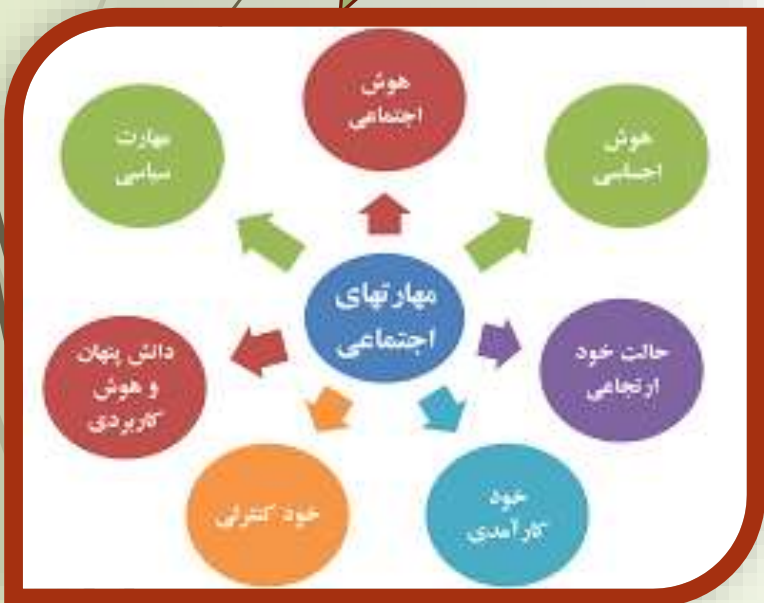 هوش
اجتماعی
هوش
احساسی
مهارت
سیاسی
مهارتهای
اجتماعی
حالت خود
ارتجاعی
دانش پنهان
و هوش
کاربردی
خود
کارآمدی
خود کنترلی